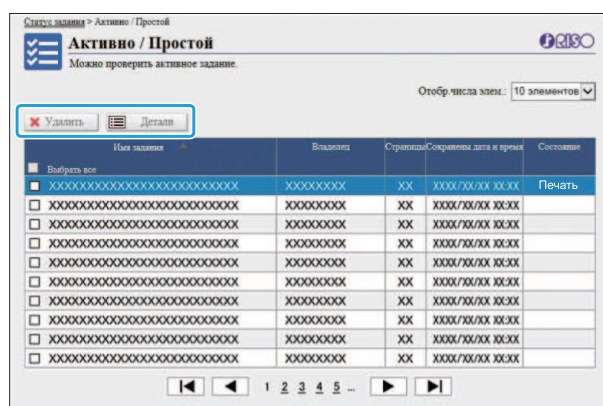 Статус задания > Активно / Простой
Активно / Простой
RISO
Можно проверить активное задание.
Отобр.числа элем.: 10 элементов
Удалить Детали
Имя задания Владелец Страницы Сохранены дата и время Состояние
Выбрать все
XXXXXXXXXXXXXXXXXXXXXXXXXX XXXXXXXX XX XXXX/XX/XX XX:XX Печать
XXXXXXXXXXXXXXXXXXXXXXXXXX XXXXXXXX XX XXXX/XX/XX XX:XX
XXXXXXXXXXXXXXXXXXXXXXXXXX XXXXXXXX XX XXXX/XX/XX XX:XX
XXXXXXXXXXXXXXXXXXXXXXXXXX XXXXXXXX XX XXXX/XX/XX XX:XX
XXXXXXXXXXXXXXXXXXXXXXXXXX XXXXXXXX XX XXXX/XX/XX XX:XX
XXXXXXXXXXXXXXXXXXXXXXXXXX XXXXXXXX XX XXXX/XX/XX XX:XX
XXXXXXXXXXXXXXXXXXXXXXXXXX XXXXXXXX XX XXXX/XX/XX XX:XX
XXXXXXXXXXXXXXXXXXXXXXXXXX XXXXXXXX XX XXXX/XX/XX XX:XX
XXXXXXXXXXXXXXXXXXXXXXXXXX XXXXXXXX XX XXXX/XX/XX XX:XX
XXXXXXXXXXXXXXXXXXXXXXXXXX XXXXXXXX XX XXXX/XX/XX XX:XX
1 2 3 4 5 ...